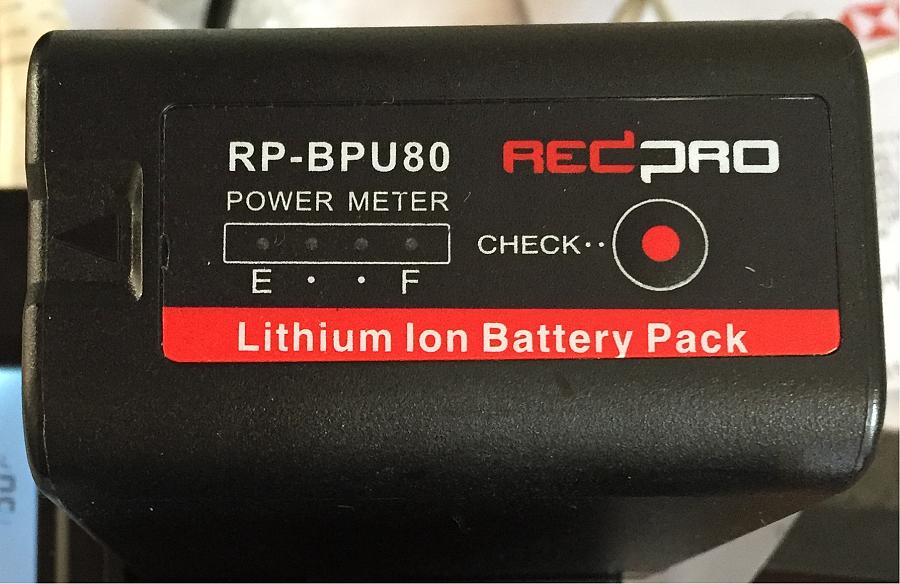 RP-BPU80 REDPRO
POWER METER
CHECK··
E · · F
Lithium Ion Battery Pack